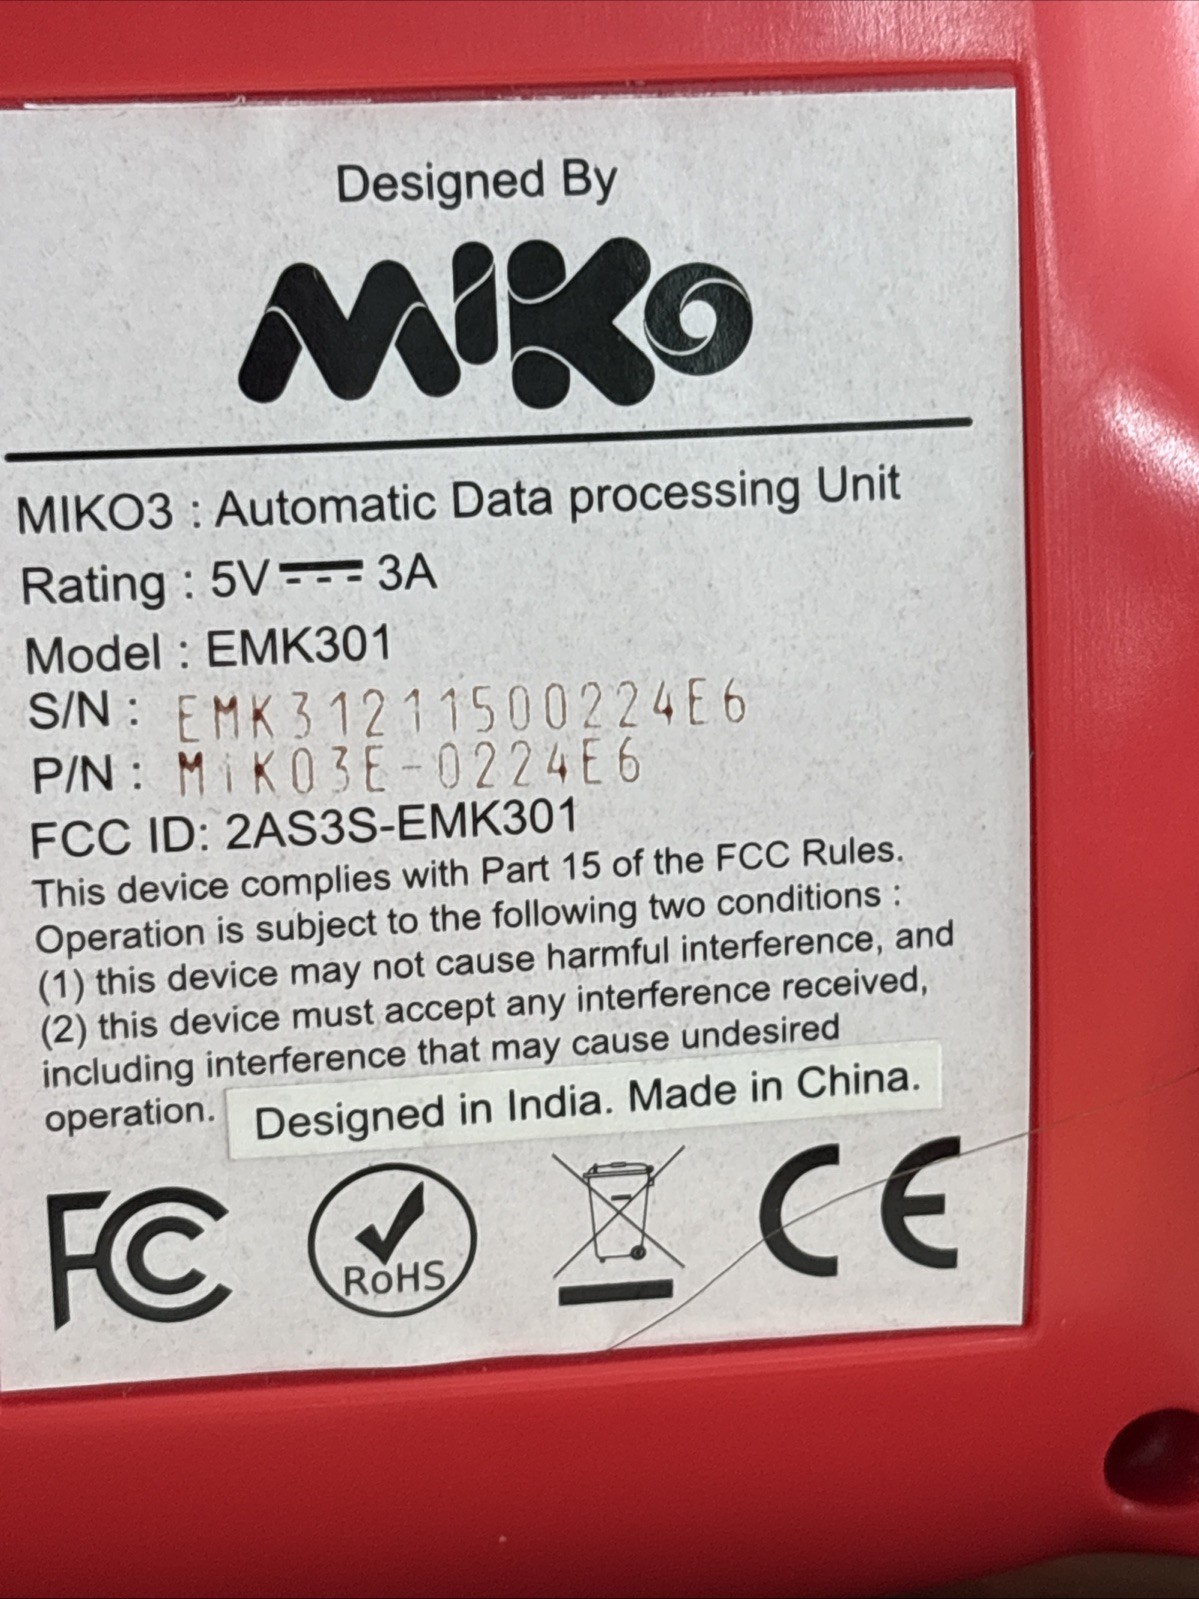 Designed By
MIKO
MIKO3 : Automatic Data processing Unit
Rating : 5V⎓3A
Model : EMK301
S/N : EMK31211500224E6
P/N : MiKO3E-0224E6
FCC ID: 2AS3S-EMK301
This device complies with Part 15 of the FCC Rules.
Operation is subject to the following two conditions :
(1) this device may not cause harmful interference, and
(2) this device must accept any interference received,
including interference that may cause undesired
operation. Designed in India. Made in China.
FC RoHS CE